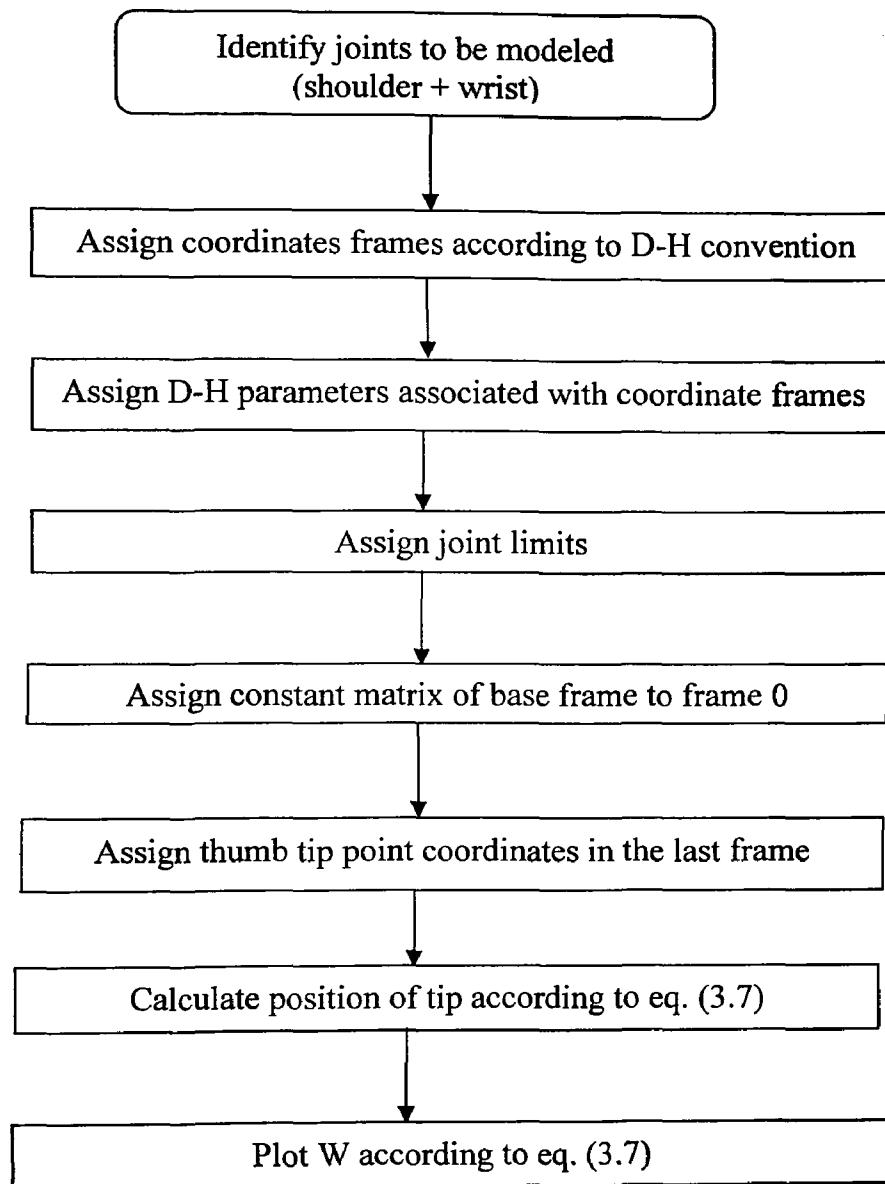 Identify joints to be modeled
(shoulder + wrist)
Assign coordinates frames according to D-H convention
Assign D-H parameters associated with coordinate frames
Assign joint limits
Assign constant matrix of base frame to frame 0
Assign thumb tip point coordinates in the last frame
Calculate position of tip according to eq. (3.7)
Plot W according to eq. (3.7)